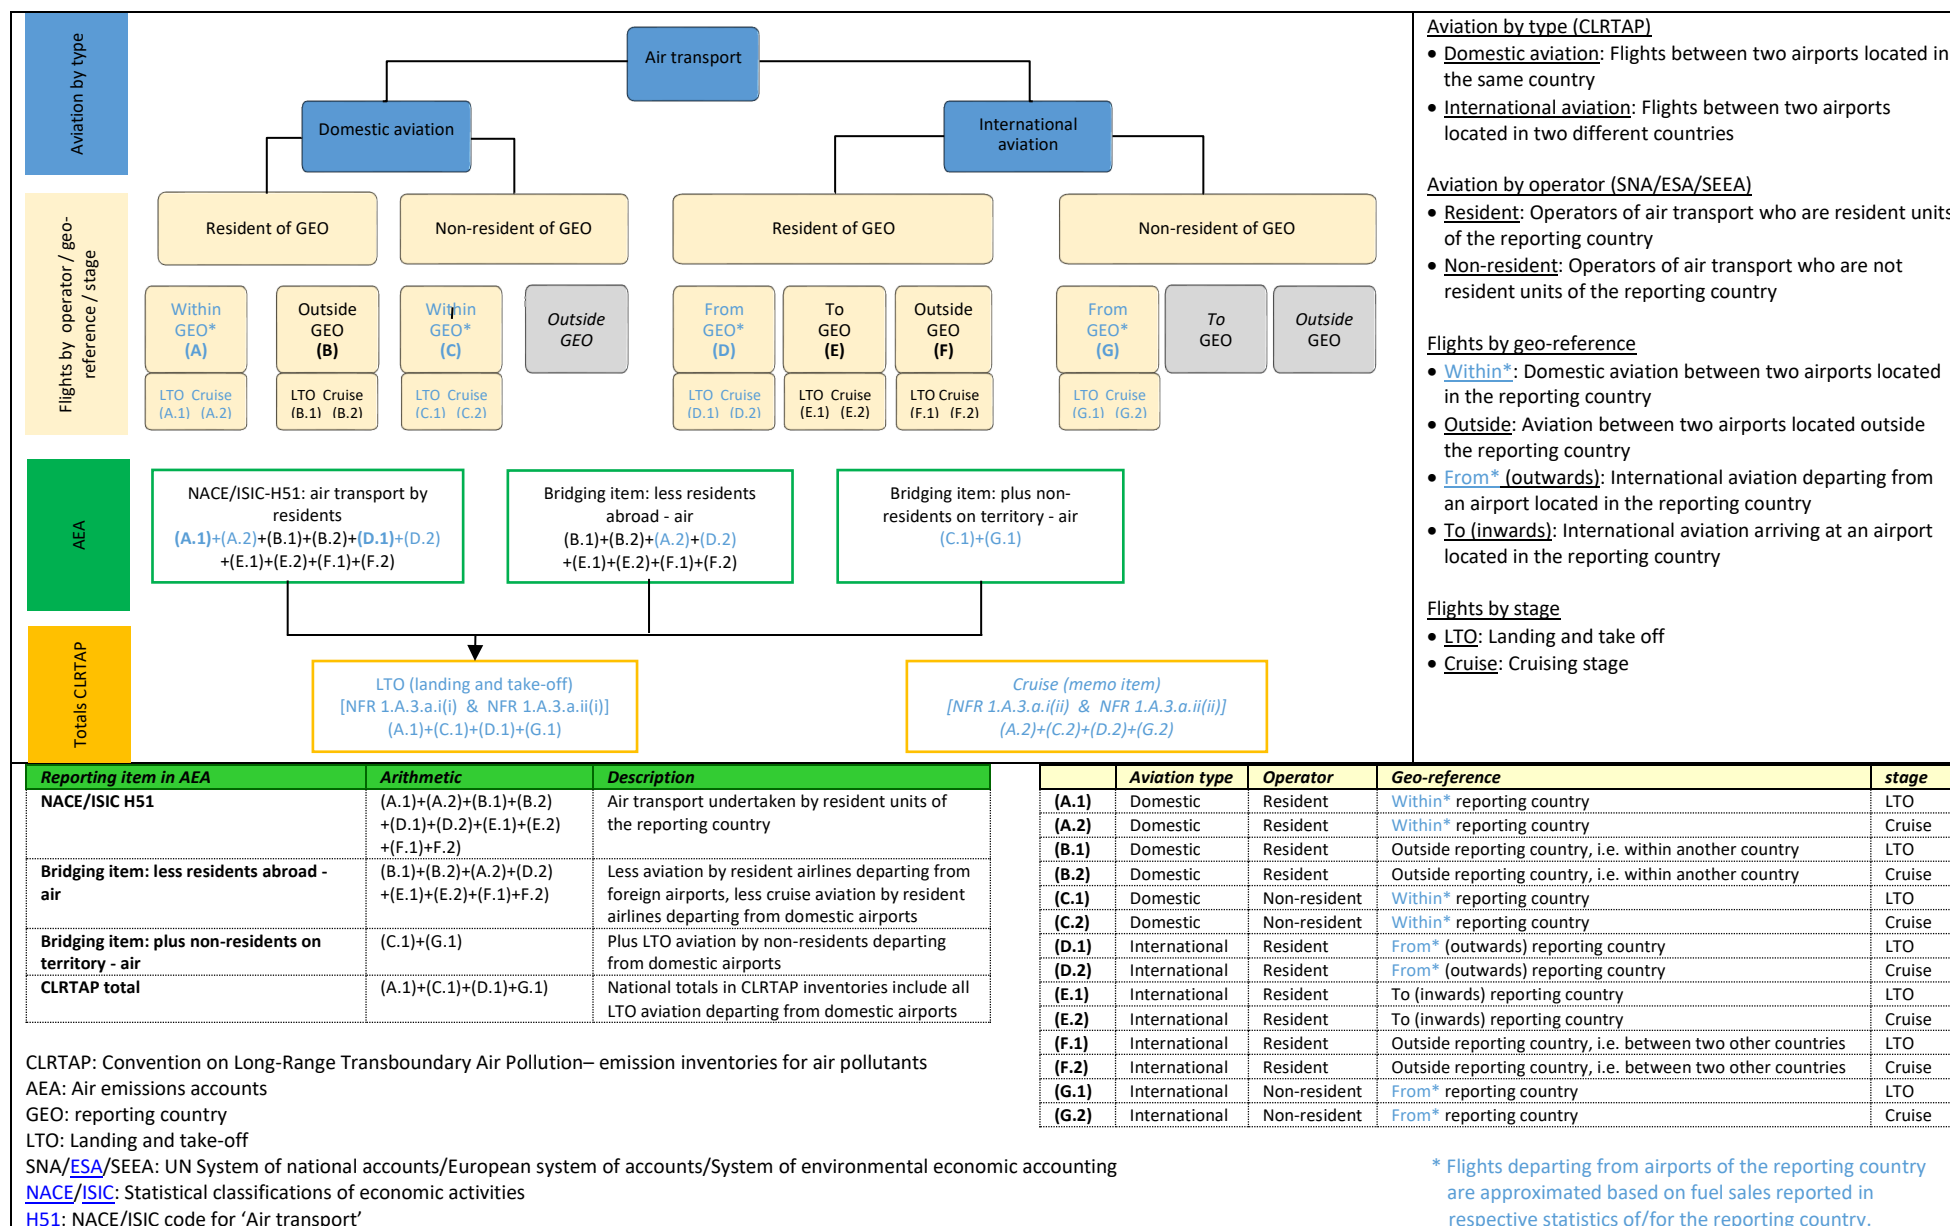 Aviation by type
Air transport
Domestic aviation
International
aviation
Flights by operator / geo-
reference / stage
Resident of GEO
Non-resident of GEO
Resident of GEO
Non-resident of GEO
Within
GEO*
(A)
Outside
GEO
(B)
Within
GEO*
(C)
Outside
GEO
From
GEO*
(D)
To
GEO
(E)
Outside
GEO
(F)
From
GEO*
(G)
To
GEO
Outside
GEO
LTO Cruise
(A.1) (A.2)
LTO Cruise
(B.1) (B.2)
LTO Cruise
(C.1) (C.2)
LTO Cruise
(D.1) (D.2)
LTO Cruise
(E.1) (E.2)
LTO Cruise
(F.1) (F.2)
LTO Cruise
(G.1) (G.2)
AEA
NACE/ISIC-H51: air transport by
residents
(A.1)+(A.2)+(B.1)+(B.2)+(D.1)+(D.2)
+(E.1)+(E.2)+(F.1)+(F.2)
Bridging item: less residents
abroad - air
(B.1)+(B.2)+(A.2)+(D.2)
+(E.1)+(E.2)+(F.1)+(F.2)
Bridging item: plus non-
residents on territory - air
(C.1)+(G.1)
Totals CLRTAP
LTO (landing and take-off)
[NFR 1.A.3.a.i(i) & NFR 1.A.3.a.ii(i)]
(A.1)+(C.1)+(D.1)+(G.1)
Cruise (memo item)
[NFR 1.A.3.a.i(ii) & NFR 1.A.3.a.ii(ii)]
(A.2)+(C.2)+(D.2)+(G.2)
Aviation by type (CLRTAP)
• Domestic aviation: Flights between two airports located in
the same country
• International aviation: Flights between two airports
located in two different countries
Aviation by operator (SNA/ESA/SEEA)
• Resident: Operators of air transport who are resident units
of the reporting country
• Non-resident: Operators of air transport who are not
resident units of the reporting country
Flights by geo-reference
• Within*: Domestic aviation between two airports located
in the reporting country
• Outside: Aviation between two airports located outside
the reporting country
• From* (outwards): International aviation departing from
an airport located in the reporting country
• To (inwards): International aviation arriving at an airport
located in the reporting country
Flights by stage
• LTO: Landing and take off
• Cruise: Cruising stage
Reporting item in AEA Arithmetic Description
NACE/ISIC H51 (A.1)+(A.2)+(B.1)+(B.2) Air transport undertaken by resident units of
+(D.1)+(D.2)+(E.1)+(E.2) the reporting country
+(F.1)+F.2)
Bridging item: less residents abroad - (B.1)+(B.2)+(A.2)+(D.2) Less aviation by resident airlines departing from
air +(E.1)+(E.2)+(F.1)+F.2) foreign airports, less cruise aviation by resident
airlines departing from domestic airports
Bridging item: plus non-residents on (C.1)+(G.1) Plus LTO aviation by non-residents departing
territory - air from domestic airports
CLRTAP total (A.1)+(C.1)+(D.1)+G.1) National totals in CLRTAP inventories include all
LTO aviation departing from domestic airports
Aviation type Operator Geo-reference stage
(A.1) Domestic Resident Within* reporting country LTO
(A.2) Domestic Resident Within* reporting country Cruise
(B.1) Domestic Resident Outside reporting country, i.e. within another country LTO
(B.2) Domestic Resident Outside reporting country, i.e. within another country Cruise
(C.1) Domestic Non-resident Within* reporting country LTO
(C.2) Domestic Non-resident Within* reporting country Cruise
(D.1) International Resident From* (outwards) reporting country LTO
(D.2) International Resident From* (outwards) reporting country Cruise
(E.1) International Resident To (inwards) reporting country LTO
(E.2) International Resident To (inwards) reporting country Cruise
(F.1) International Resident Outside reporting country, i.e. between two other countries LTO
(F.2) International Resident Outside reporting country, i.e. between two other countries Cruise
(G.1) International Non-resident From* reporting country LTO
(G.2) International Non-resident From* reporting country Cruise
CLRTAP: Convention on Long-Range Transboundary Air Pollution– emission inventories for air pollutants
AEA: Air emissions accounts
GEO: reporting country
LTO: Landing and take-off
SNA/ESA/SEEA: UN System of national accounts/European system of accounts/System of environmental economic accounting
NACE/ISIC: Statistical classifications of economic activities
H51: NACE/ISIC code for ‘Air transport’
* Flights departing from airports of the reporting country
are approximated based on fuel sales reported in
respective statistics of/for the reporting country.